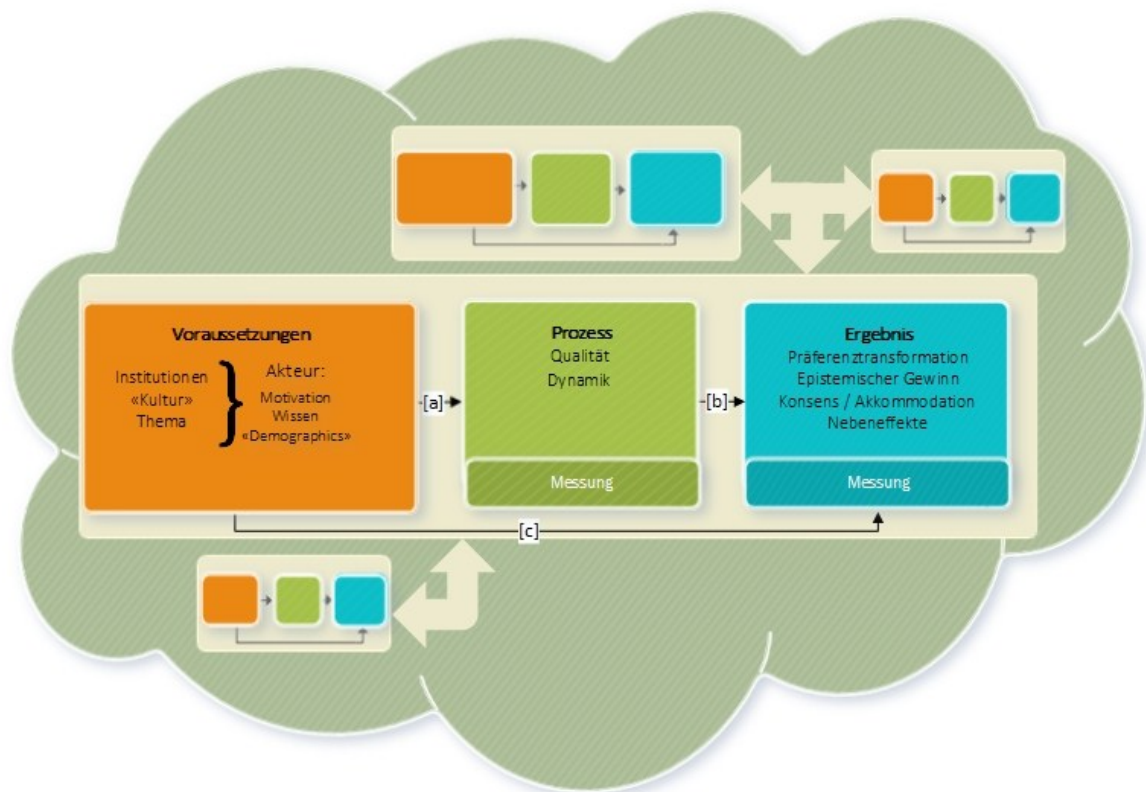 Voraussetzungen
Institutionen
«Kultur»
Thema
}
Akteur:
Motivation
Wissen
«Demographics»
[a]
Prozess
Qualität
Dynamik
Messung
[b]
Ergebnis
Präferenztransformation
Epistemischer Gewinn
Konsens / Akkommodation
Nebeneffekte
Messung
[c]